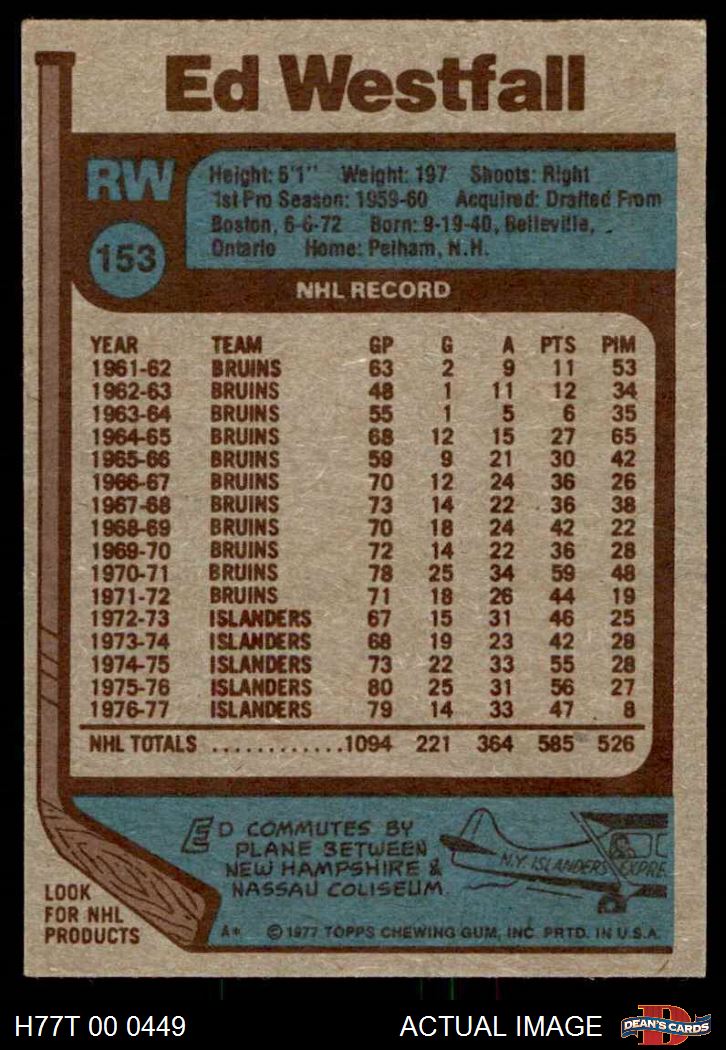 Ed Westfall
RW
153
Height: 6'1" Weight: 197 Shoots: Right
1st Pro Season: 1959-60 Acquired: Drafted From
Boston, 6-6-72 Born: 9-19-40, Belleville,
Ontario Home: Pelham, N.H.
NHL RECORD
YEAR TEAM GP G A PTS PIM
1961-62 BRUINS 63 2 9 11 53
1962-63 BRUINS 48 1 11 12 34
1963-64 BRUINS 55 1 5 6 35
1964-65 BRUINS 68 12 15 27 65
1965-66 BRUINS 59 9 21 30 42
1966-67 BRUINS 70 12 24 36 26
1967-68 BRUINS 73 14 22 36 38
1968-69 BRUINS 70 18 24 42 22
1969-70 BRUINS 72 14 22 36 28
1970-71 BRUINS 78 25 34 59 48
1971-72 BRUINS 71 18 26 44 19
1972-73 ISLANDERS 67 15 31 46 25
1973-74 ISLANDERS 68 19 23 42 28
1974-75 ISLANDERS 73 22 33 55 28
1975-76 ISLANDERS 80 25 31 56 27
1976-77 ISLANDERS 79 14 33 47 8
NHL TOTALS ............1094 221 364 585 526
ED COMMUTES BY
PLANE BETWEEN
NEW HAMPSHIRE &
NASSAU COLISEUM.
N.Y. ISLANDERS EXPRE
LOOK
FOR NHL
PRODUCTS
A* © 1977 TOPPS CHEWING GUM, INC. PRTD. IN U.S.A.
H77T 00 0449
ACTUAL IMAGE
D
DEAN'S CARDS